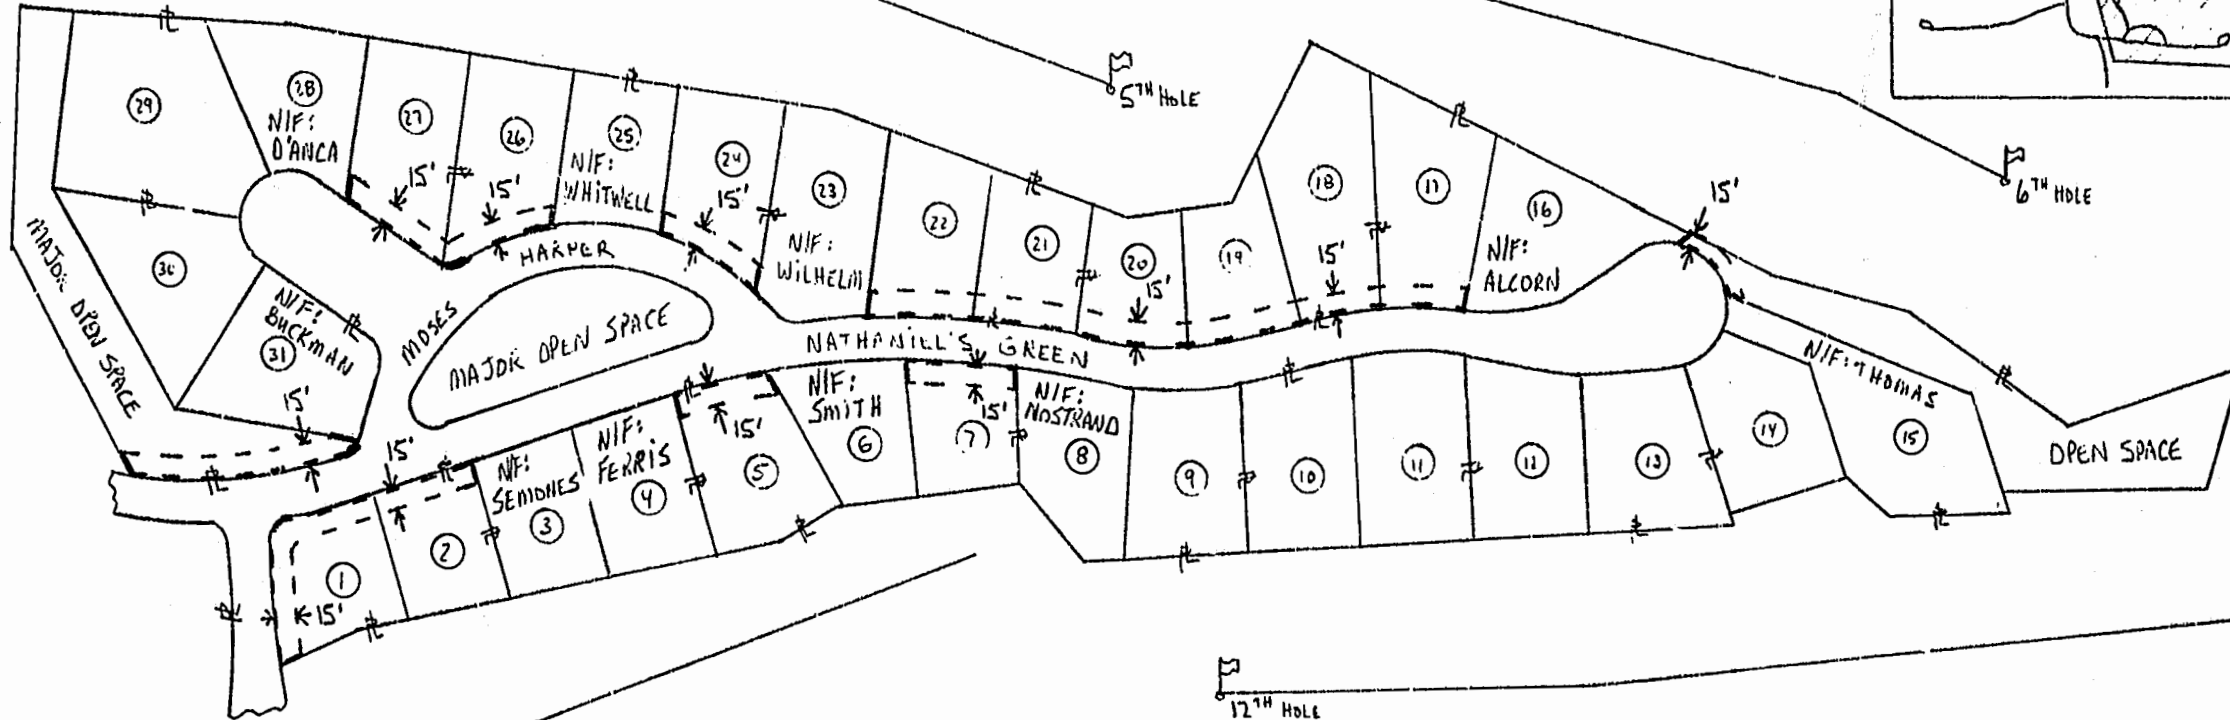 5TH HOLE
6TH HOLE
12TH HOLE
29
28
N/F:
D'ANCA
27
15'
26
15'
25
N/F:
WHITWELL
24
15'
23
N/F:
WILHELM
22
21
20
15'
19
18
15'
17
16
N/F:
ALCORN
15'
30
MAJOR OPEN SPACE
N/F:
BUCKMAN
31
15'
MOSES
HARPER
MAJOR OPEN SPACE
NATHANIEL'S GREEN
15'
1
15'
2
N/F:
SEMONES
3
N/F:
FERRIS
4
15'
5
N/F:
SMITH
6
15'
7
N/F:
NOSTRAND
8
9
10
11
12
13
14
N/F: THOMAS
15
OPEN SPACE